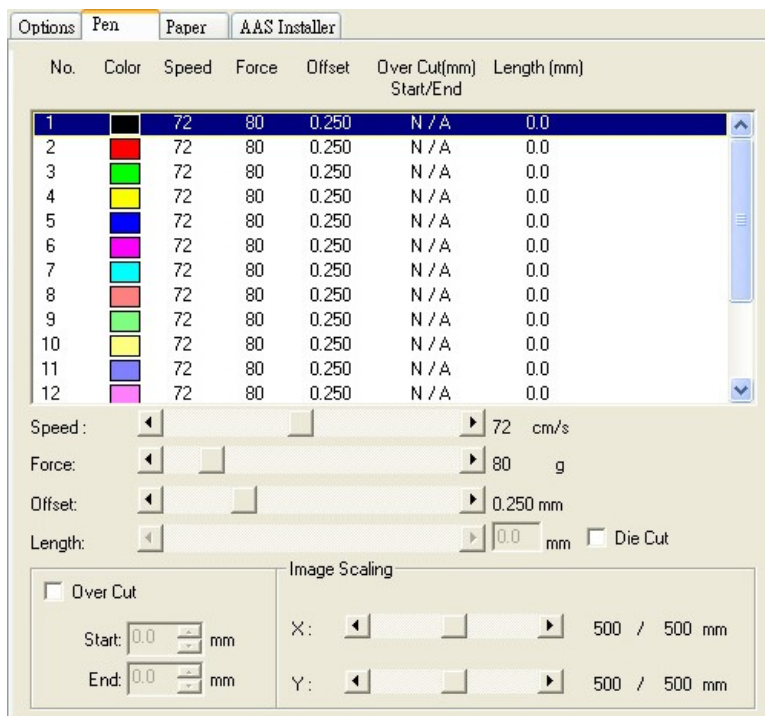 Options Pen Paper AAS Installer
No. Color Speed Force Offset Over Cut(mm) Length (mm)
Start/End
1 72 80 0.250 N / A 0.0
2 72 80 0.250 N / A 0.0
3 72 80 0.250 N / A 0.0
4 72 80 0.250 N / A 0.0
5 72 80 0.250 N / A 0.0
6 72 80 0.250 N / A 0.0
7 72 80 0.250 N / A 0.0
8 72 80 0.250 N / A 0.0
9 72 80 0.250 N / A 0.0
10 72 80 0.250 N / A 0.0
11 72 80 0.250 N / A 0.0
12 72 80 0.250 N / A 0.0
Speed : 72 cm/s
Force: 80 g
Offset: 0.250 mm
Length: 0.0 mm Die Cut
Over Cut
Start: 0.0 mm
End: 0.0 mm
Image Scaling
X : 500 / 500 mm
Y : 500 / 500 mm